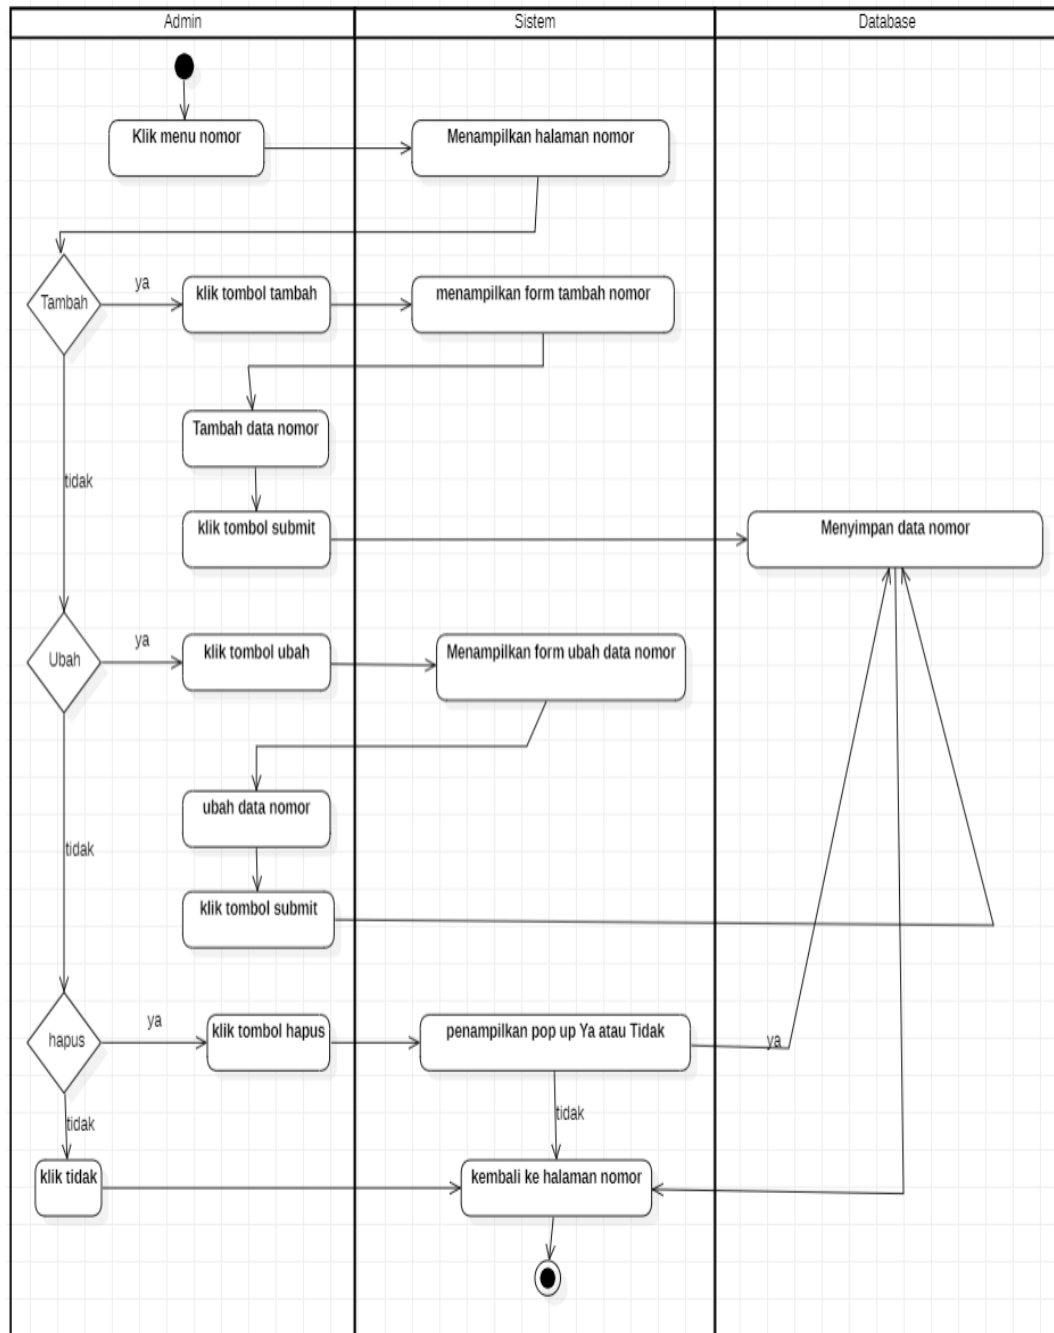 Admin
Sistem
Database
Klik menu nomor
Menampilkan halaman nomor
Tambah
ya
klik tombol tambah
menampilkan form tambah nomor
Tambah data nomor
tidak
klik tombol submit
Menyimpan data nomor
Ubah
ya
klik tombol ubah
Menampilkan form ubah data nomor
ubah data nomor
tidak
klik tombol submit
hapus
ya
klik tombol hapus
penampilkan pop up Ya atau Tidak
ya
tidak
tidak
klik tidak
kembali ke halaman nomor